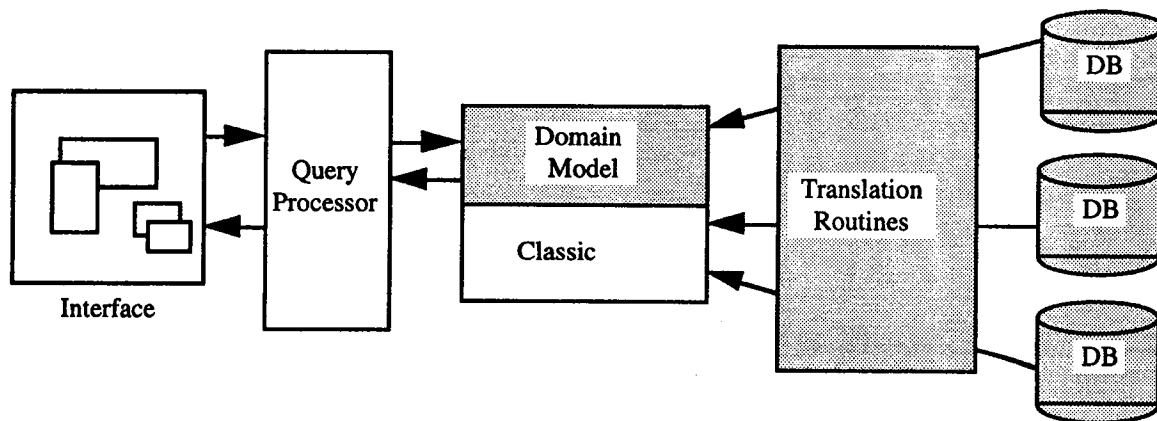 Interface
Query
Processor
Domain
Model
Classic
Translation
Routines
DB
DB
DB